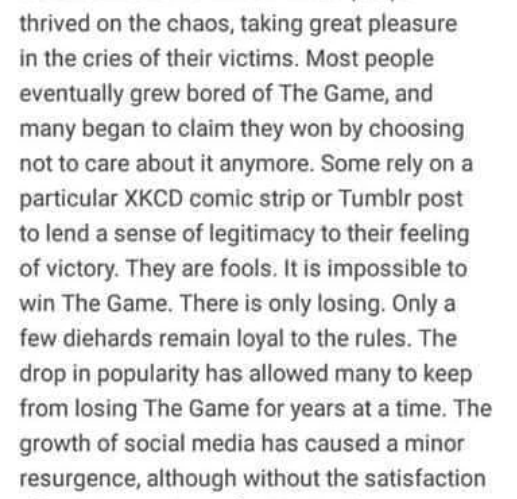 thrived on the chaos, taking great pleasure
in the cries of their victims. Most people
eventually grew bored of The Game, and
many began to claim they won by choosing
not to care about it anymore. Some rely on a
particular XKCD comic strip or Tumblr post
to lend a sense of legitimacy to their feeling
of victory. They are fools. It is impossible to
win The Game. There is only losing. Only a
few diehards remain loyal to the rules. The
drop in popularity has allowed many to keep
from losing The Game for years at a time. The
growth of social media has caused a minor
resurgence, although without the satisfaction